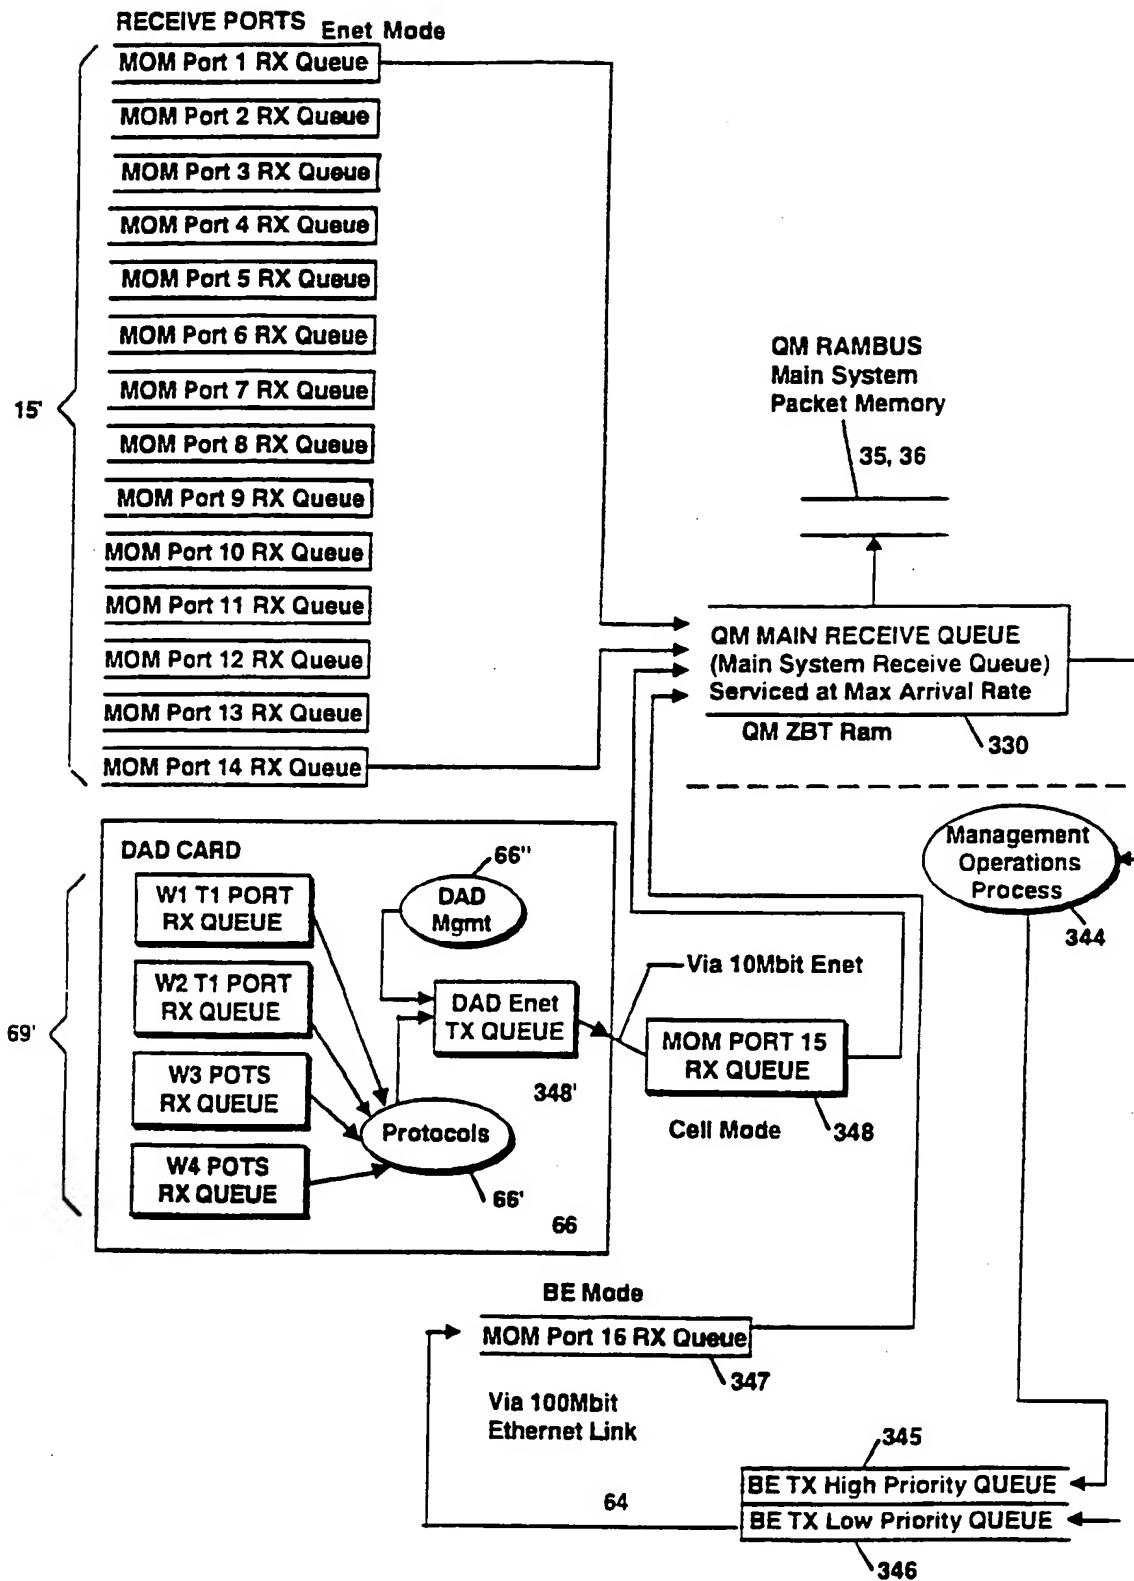 RECEIVE PORTS
Enet Mode
MOM Port 1 RX Queue
MOM Port 2 RX Queue
MOM Port 3 RX Queue
MOM Port 4 RX Queue
MOM Port 5 RX Queue
MOM Port 6 RX Queue
MOM Port 7 RX Queue
MOM Port 8 RX Queue
MOM Port 9 RX Queue
MOM Port 10 RX Queue
MOM Port 11 RX Queue
MOM Port 12 RX Queue
MOM Port 13 RX Queue
MOM Port 14 RX Queue
15'
QM RAMBUS
Main System
Packet Memory
35, 36
QM MAIN RECEIVE QUEUE
(Main System Receive Queue)
Serviced at Max Arrival Rate
QM ZBT Ram
330
Management
Operations
Process
344
DAD CARD
69'
W1 T1 PORT
RX QUEUE
W2 T1 PORT
RX QUEUE
W3 POTS
RX QUEUE
W4 POTS
RX QUEUE
66"
DAD
Mgmt
DAD Enet
TX QUEUE
348'
Protocols
66'
66
Via 10Mbit Enet
MOM PORT 15
RX QUEUE
Cell Mode
348
BE Mode
MOM Port 16 RX Queue
347
Via 100Mbit
Ethernet Link
64
345
BE TX High Priority QUEUE
BE TX Low Priority QUEUE
346